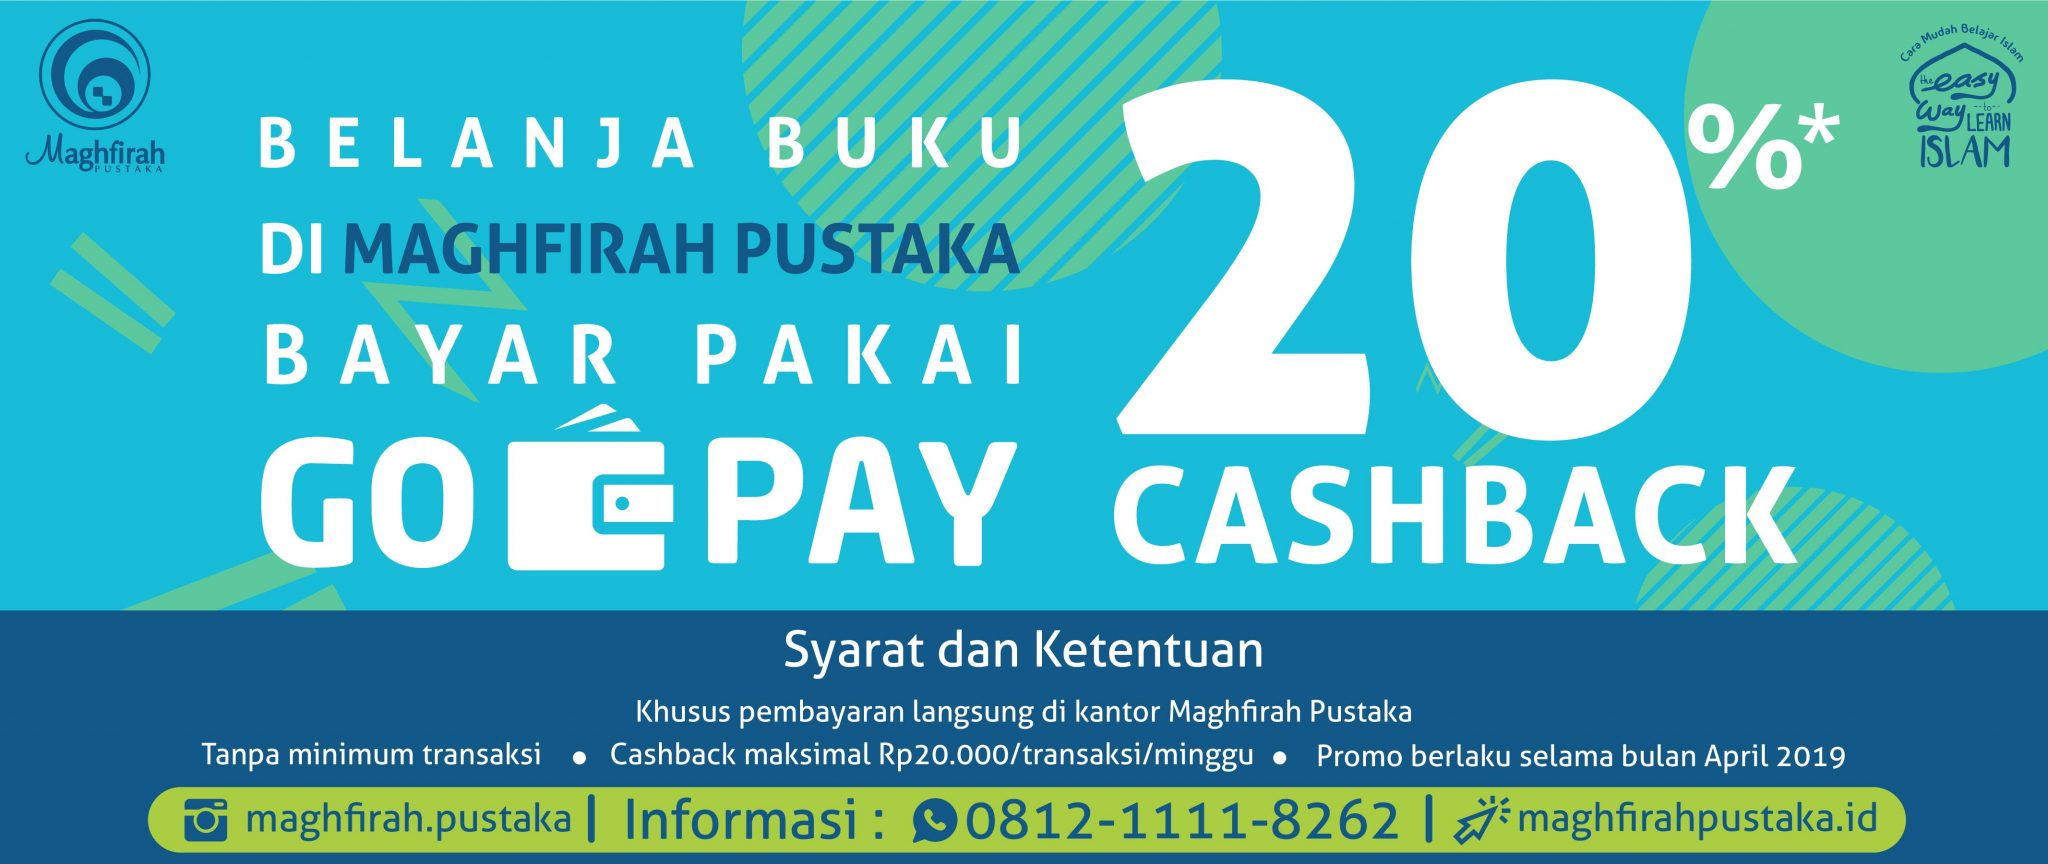 Maghfirah
PUSTAKA
BELANJA BUKU
DI MAGHFIRAH PUSTAKA
BAYAR PAKAI
GO PAY
20%*
CASHBACK
Cara Mudah Belajar Islam
the easy
way to
LEARN
ISLAM
Syarat dan Ketentuan
Khusus pembayaran langsung di kantor Maghfirah Pustaka
Tanpa minimum transaksi • Cashback maksimal Rp20.000/transaksi/minggu • Promo berlaku selama bulan April 2019
maghfirah.pustaka | Informasi : 0812-1111-8262 | maghfirahpustaka.id